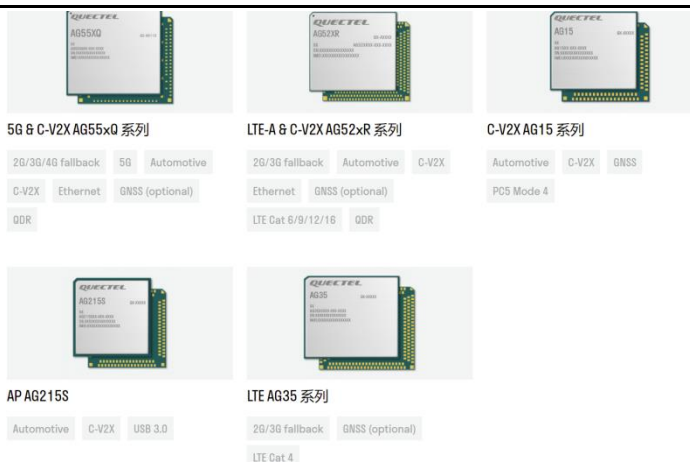 QUECTEL
AG55XQ
QUECTEL
AG52XR
QUECTEL
AG15
5G & C-V2X AG55xQ 系列
LTE-A & C-V2X AG52xR 系列
C-V2X AG15 系列
2G/3G/4G fallback 5G Automotive
C-V2X Ethernet GNSS (optional)
QDR
2G/3G fallback Automotive C-V2X
Ethernet GNSS (optional)
LTE Cat 6/9/12/16 QDR
Automotive C-V2X GNSS
PC5 Mode 4
QUECTEL
AG215S
QUECTEL
AG35
AP AG215S
LTE AG35 系列
Automotive C-V2X USB 3.0
2G/3G fallback GNSS (optional)
LTE Cat 4